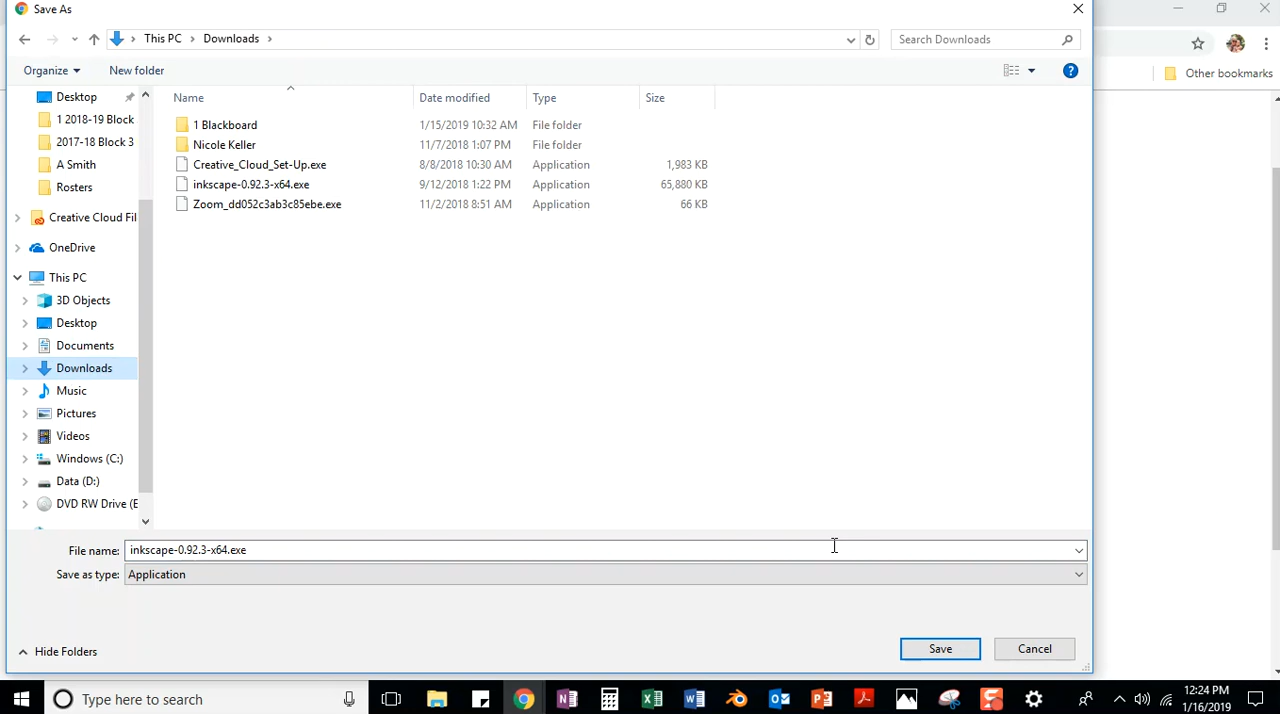 Save As
This PC > Downloads >
Search Downloads
Organize
New folder
Other bookmarks
Name Date modified Type Size
1 Blackboard 1/15/2019 10:32 AM File folder
Nicole Keller 11/7/2018 1:07 PM File folder
Creative_Cloud_Set-Up.exe 8/8/2018 10:30 AM Application 1,983 KB
inkscape-0.92.3-x64.exe 9/12/2018 1:22 PM Application 65,880 KB
Zoom_dd052c3ab3c85ebe.exe 11/2/2018 8:51 AM Application 66 KB
Desktop
1 2018-19 Block
2017-18 Block 3
A Smith
Rosters
Creative Cloud Fil
OneDrive
This PC
3D Objects
Desktop
Documents
Downloads
Music
Pictures
Videos
Windows (C:)
Data (D:)
DVD RW Drive (E
File name: inkscape-0.92.3-x64.exe
Save as type: Application
Hide Folders
Save
Cancel
Type here to search
12:24 PM
1/16/2019